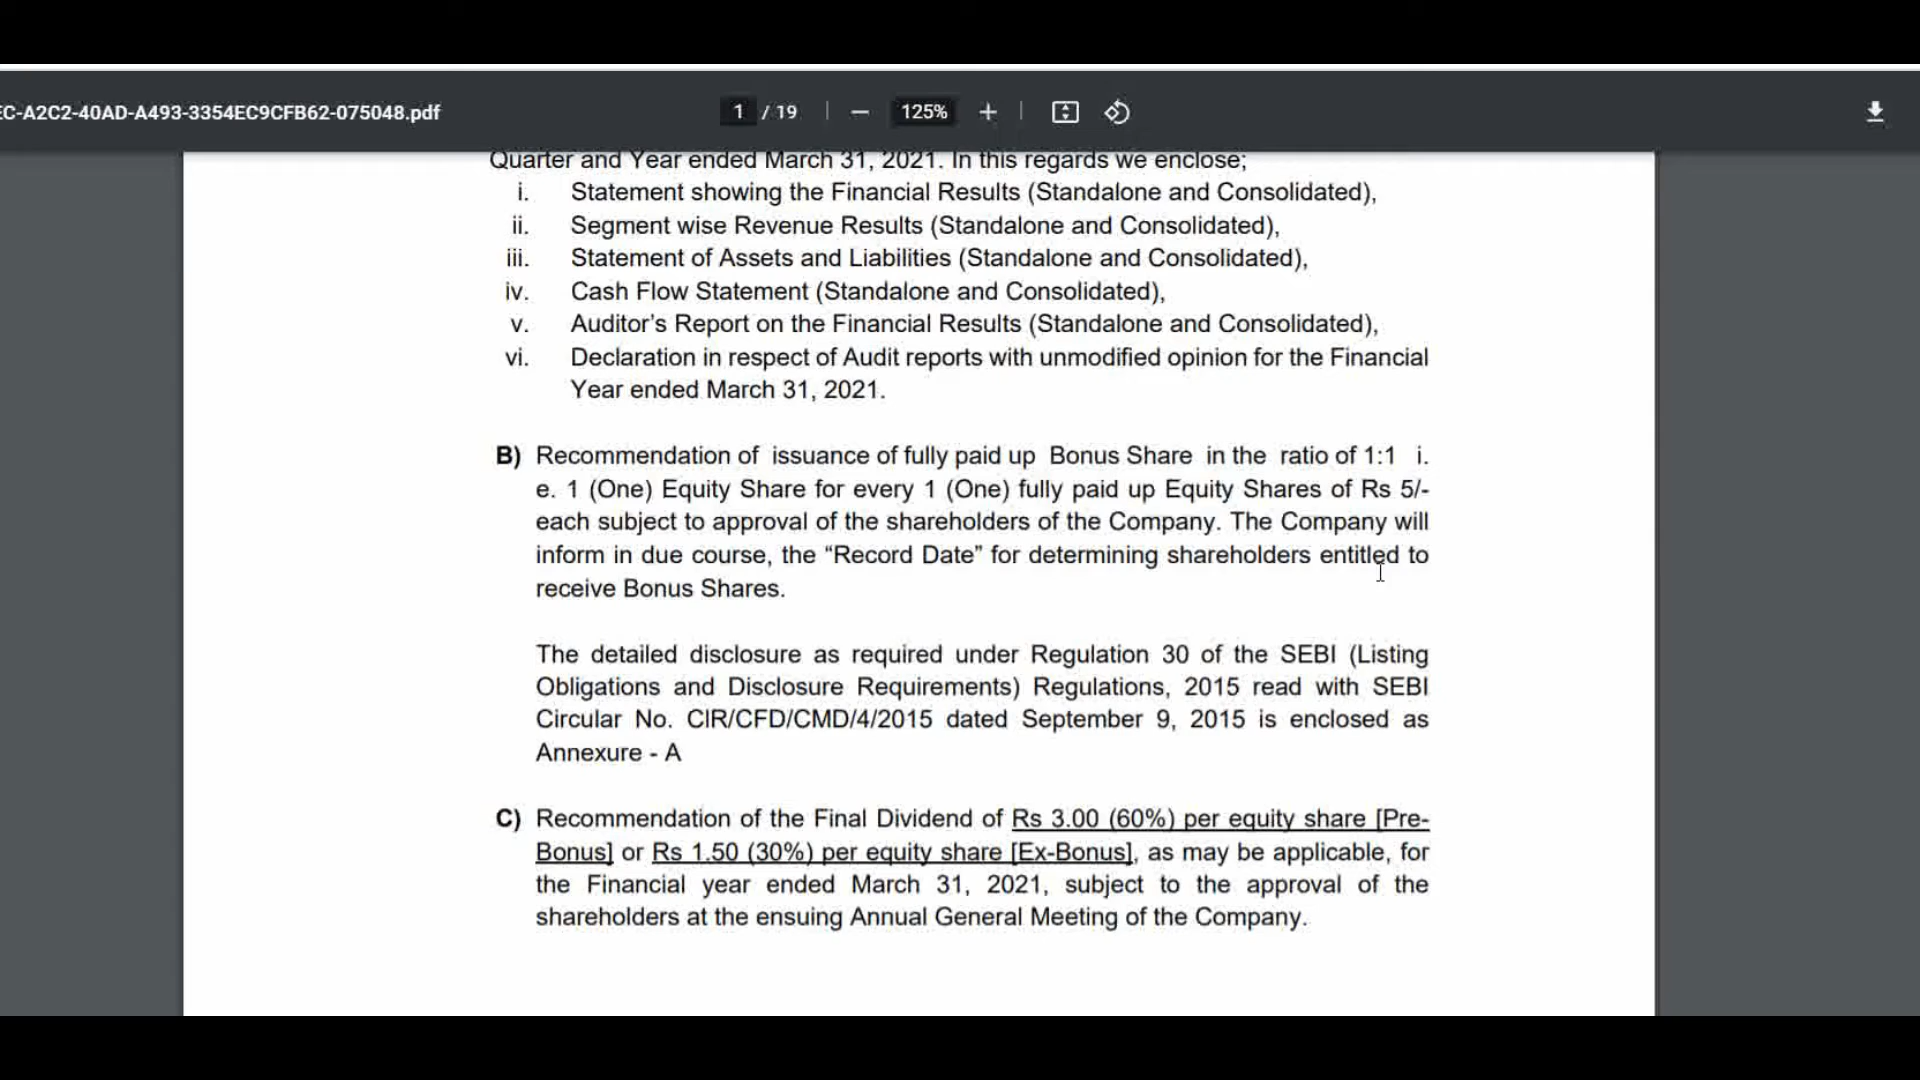 EC-A2C2-40AD-A493-3354EC9CFB62-075048.pdf
1 / 19
125%
Quarter and Year ended March 31, 2021. In this regards we enclose;
i. Statement showing the Financial Results (Standalone and Consolidated),
ii. Segment wise Revenue Results (Standalone and Consolidated),
iii. Statement of Assets and Liabilities (Standalone and Consolidated),
iv. Cash Flow Statement (Standalone and Consolidated),
v. Auditor’s Report on the Financial Results (Standalone and Consolidated),
vi. Declaration in respect of Audit reports with unmodified opinion for the Financial
Year ended March 31, 2021.
B) Recommendation of issuance of fully paid up Bonus Share in the ratio of 1:1 i.
e. 1 (One) Equity Share for every 1 (One) fully paid up Equity Shares of Rs 5/-
each subject to approval of the shareholders of the Company. The Company will
inform in due course, the “Record Date” for determining shareholders entitled to
receive Bonus Shares.
The detailed disclosure as required under Regulation 30 of the SEBI (Listing
Obligations and Disclosure Requirements) Regulations, 2015 read with SEBI
Circular No. CIR/CFD/CMD/4/2015 dated September 9, 2015 is enclosed as
Annexure - A
C) Recommendation of the Final Dividend of Rs 3.00 (60%) per equity share [Pre-
Bonus] or Rs 1.50 (30%) per equity share [Ex-Bonus], as may be applicable, for
the Financial year ended March 31, 2021, subject to the approval of the
shareholders at the ensuing Annual General Meeting of the Company.